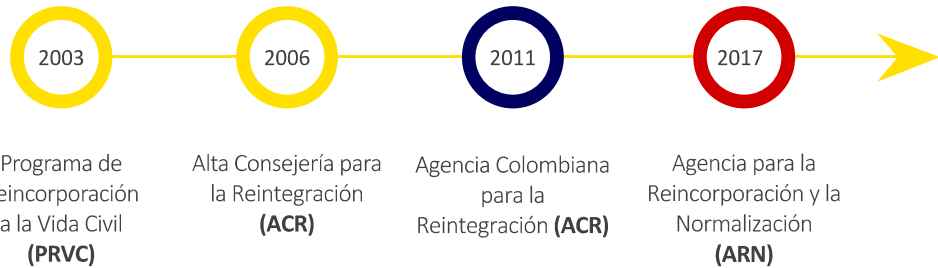 2003
2006
2011
2017
Programa de
eincorporación
a la Vida Civil
(PRVC)
Alta Consejería para
la Reintegración
(ACR)
Agencia Colombiana
para la
Reintegración (ACR)
Agencia para la
Reincorporación y la
Normalización
(ARN)